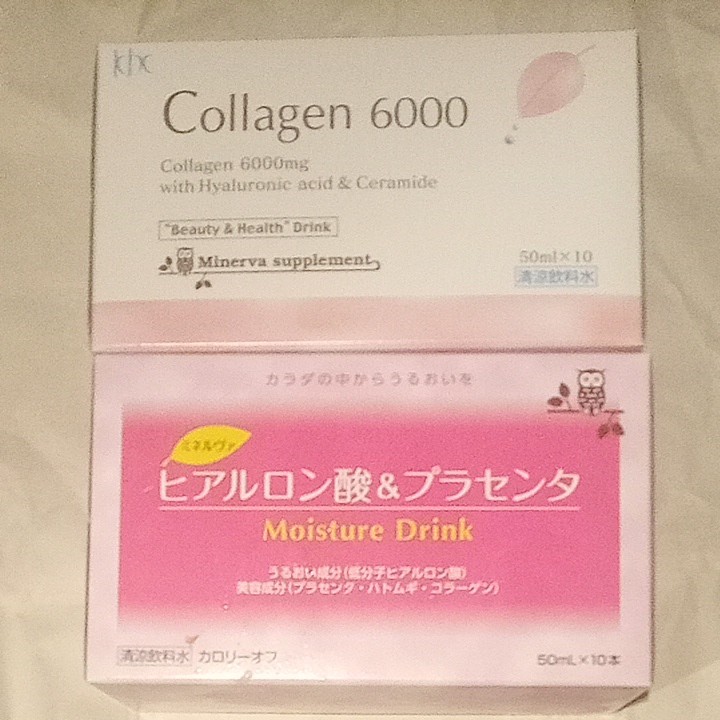 khc
Collagen 6000
Collagen 6000mg
with Hyaluronic acid & Ceramide
"Beauty & Health" Drink
Minerva supplement
50ml×10
清涼飲料水
カラダの中からうるおいを
ミネルヴァ
ヒアルロン酸&プラセンタ
Moisture Drink
うるおい成分(低分子ヒアルロン酸)
美容成分(プラセンタ・ハトムギ・コラーゲン)
清涼飲料水 カロリーオフ
50mL×10本